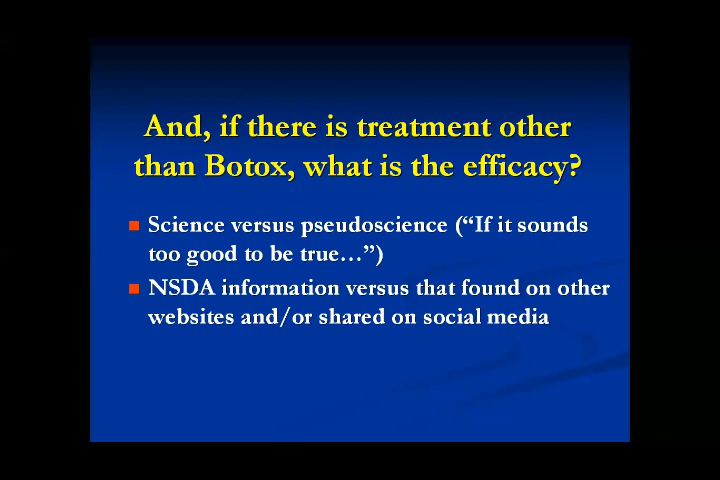 And, if there is treatment other
than Botox, what is the efficacy?
Science versus pseudoscience (“If it sounds
too good to be true…”)
NSDA information versus that found on other
websites and/or shared on social media